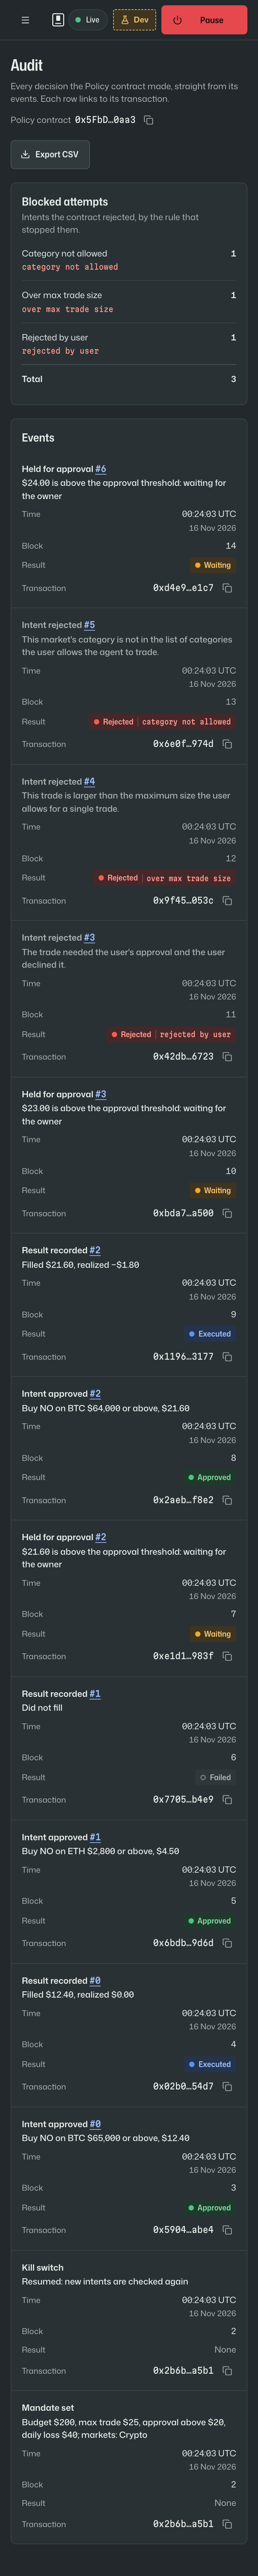 Live
Dev
Pause
Audit
Every decision the Policy contract made, straight from its
events. Each row links to its transaction.
Policy contract 0x5FbD…0aa3
Export CSV
Blocked attempts
Intents the contract rejected, by the rule that
stopped them.
Category not allowed 1
category not allowed
Over max trade size 1
over max trade size
Rejected by user 1
rejected by user
Total 3
Events
Held for approval #6
$24.00 is above the approval threshold: waiting for
the owner
Time 00:24:03 UTC
16 Nov 2026
Block 14
Result Waiting
Transaction 0xd4e9…e1c7
Intent rejected #5
This market's category is not in the list of categories
the user allows the agent to trade.
Time 00:24:03 UTC
16 Nov 2026
Block 13
Result Rejected category not allowed
Transaction 0x6e0f…974d
Intent rejected #4
This trade is larger than the maximum size the user
allows for a single trade.
Time 00:24:03 UTC
16 Nov 2026
Block 12
Result Rejected over max trade size
Transaction 0x9f45…053c
Intent rejected #3
The trade needed the user's approval and the user
declined it.
Time 00:24:03 UTC
16 Nov 2026
Block 11
Result Rejected rejected by user
Transaction 0x42db…6723
Held for approval #3
$23.00 is above the approval threshold: waiting for
the owner
Time 00:24:03 UTC
16 Nov 2026
Block 10
Result Waiting
Transaction 0xbda7…a500
Result recorded #2
Filled $21.60, realized −$1.80
Time 00:24:03 UTC
16 Nov 2026
Block 9
Result Executed
Transaction 0x1196…3177
Intent approved #2
Buy NO on BTC $64,000 or above, $21.60
Time 00:24:03 UTC
16 Nov 2026
Block 8
Result Approved
Transaction 0x2aeb…f8e2
Held for approval #2
$21.60 is above the approval threshold: waiting for
the owner
Time 00:24:03 UTC
16 Nov 2026
Block 7
Result Waiting
Transaction 0xe1d1…983f
Result recorded #1
Did not fill
Time 00:24:03 UTC
16 Nov 2026
Block 6
Result Failed
Transaction 0x7705…b4e9
Intent approved #1
Buy NO on ETH $2,800 or above, $4.50
Time 00:24:03 UTC
16 Nov 2026
Block 5
Result Approved
Transaction 0x6bdb…9d6d
Result recorded #0
Filled $12.40, realized $0.00
Time 00:24:03 UTC
16 Nov 2026
Block 4
Result Executed
Transaction 0x02b0…54d7
Intent approved #0
Buy NO on BTC $65,000 or above, $12.40
Time 00:24:03 UTC
16 Nov 2026
Block 3
Result Approved
Transaction 0x5904…abe4
Kill switch
Resumed: new intents are checked again
Time 00:24:03 UTC
16 Nov 2026
Block 2
Result None
Transaction 0x2b6b…a5b1
Mandate set
Budget $200, max trade $25, approval above $20,
daily loss $40; markets: Crypto
Time 00:24:03 UTC
16 Nov 2026
Block 2
Result None
Transaction 0x2b6b…a5b1